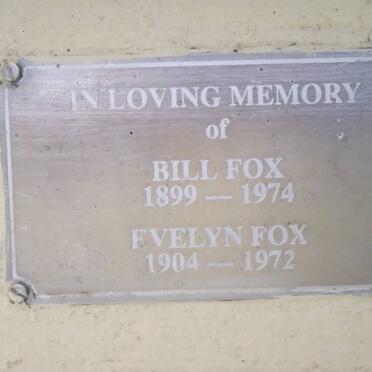 IN LOVING MEMORY
of
BILL FOX
1899 — 1974
EVELYN FOX
1904 — 1972